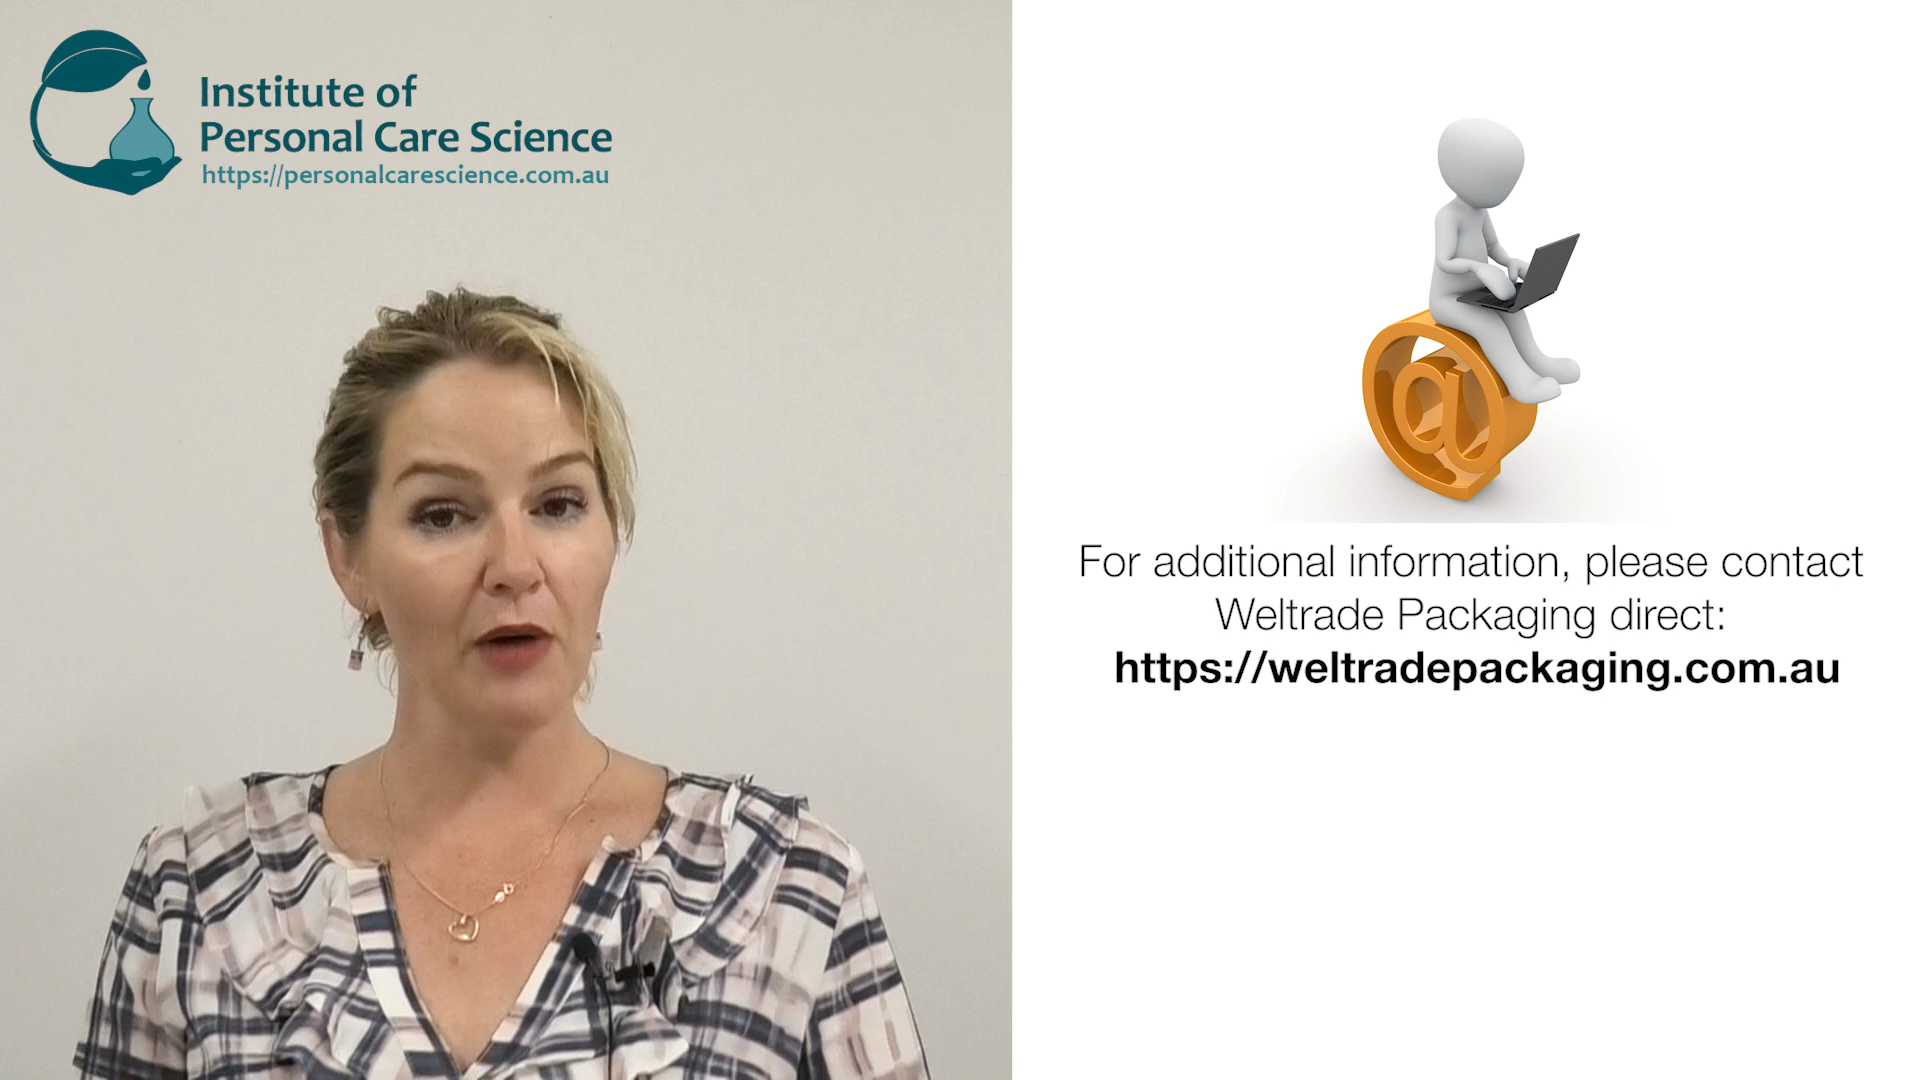 Institute of
Personal Care Science
https://personalcarescience.com.au
@
For additional information, please contact
Weltrade Packaging direct:
https://weltradepackaging.com.au